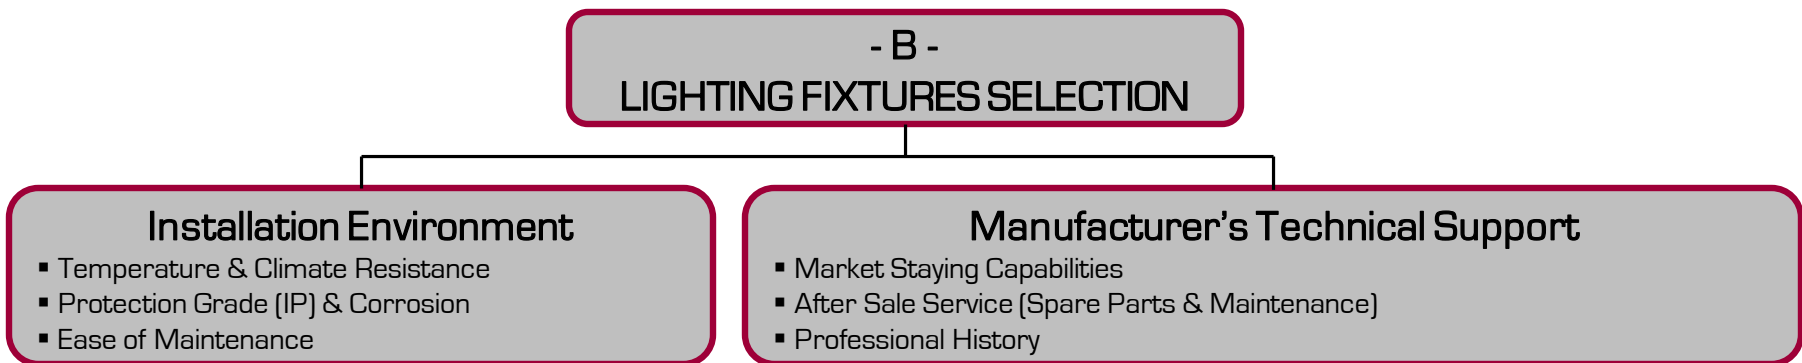 - B -
LIGHTING FIXTURES SELECTION
Installation Environment
▪ Temperature & Climate Resistance
▪ Protection Grade (IP) & Corrosion
▪ Ease of Maintenance
Manufacturer’s Technical Support
▪ Market Staying Capabilities
▪ After Sale Service (Spare Parts & Maintenance)
▪ Professional History